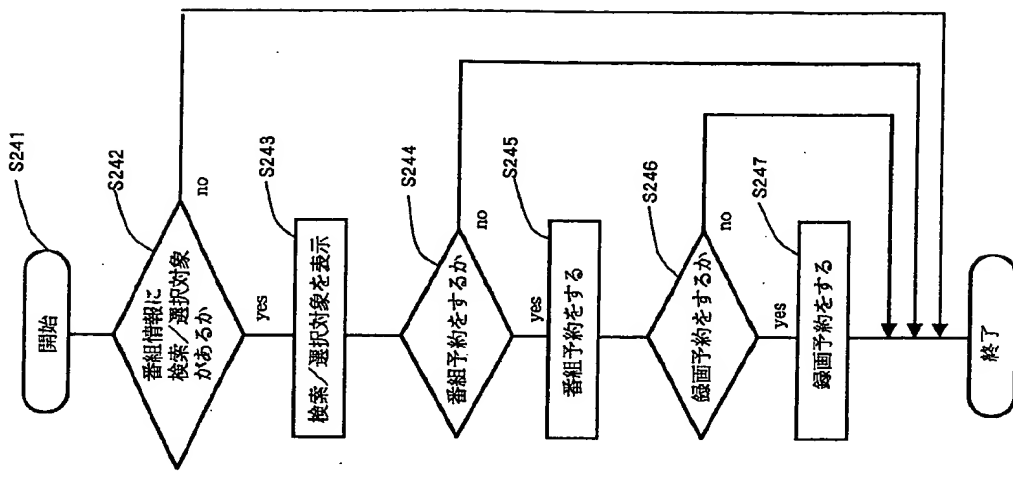 開始
S241
番組情報に
検索／選択対象
があるか
S242
no
yes
検索／選択対象を表示
S243
番組予約をするか
S244
no
yes
番組予約をする
S245
録画予約をするか
S246
no
yes
録画予約をする
S247
終了